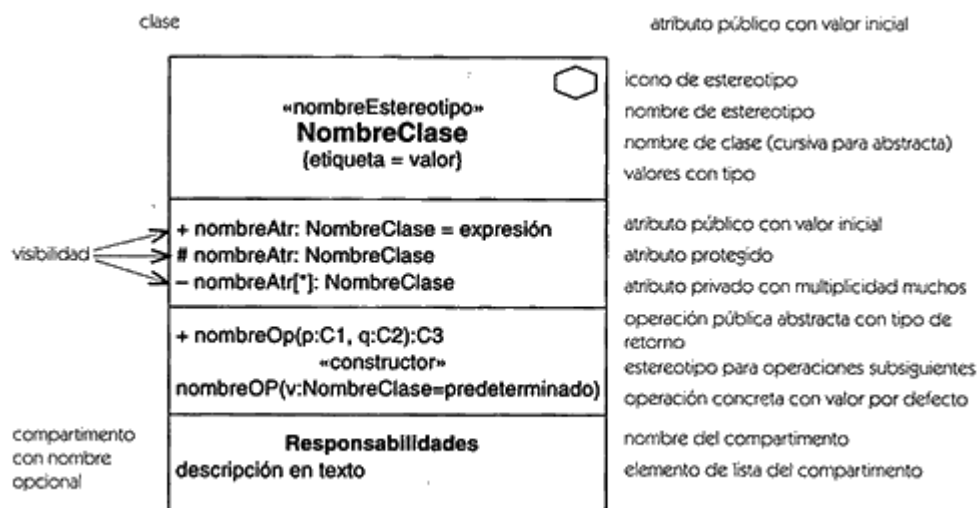 clase
atributo público con valor inicial
icono de estereotipo
«nombreEstereotipo»
nombre de estereotipo
NombreClase
nombre de clase (cursiva para abstracta)
{etiqueta = valor}
valores con tipo
+ nombreAtr: NombreClase = expresión
atributo público con valor inicial
visibilidad
# nombreAtr: NombreClase
atributo protegido
– nombreAtr[*]: NombreClase
atributo privado con multiplicidad muchos
+ nombreOp(p:C1, q:C2):C3
operación pública abstracta con tipo de
retorno
«constructor»
estereotipo para operaciones subsiguientes
nombreOP(v:NombreClase=predeterminado)
operación concreta con valor por defecto
compartimento
con nombre
opcional
Responsabilidades
nombre del compartimento
descripción en texto
elemento de lista del compartimento